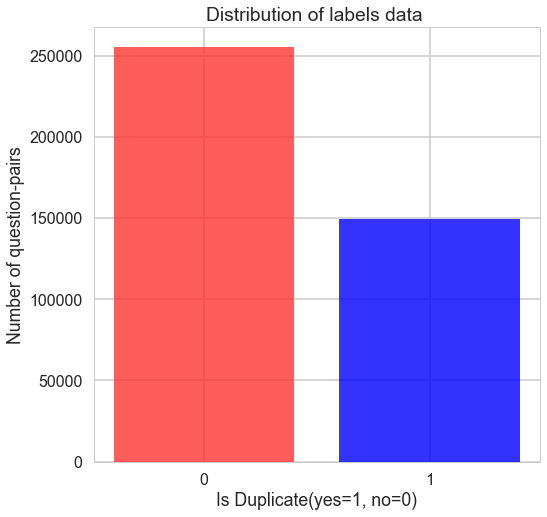 Distribution of labels data
250000
200000
150000
100000
50000
0
Number of question-pairs
0 1
Is Duplicate(yes=1, no=0)